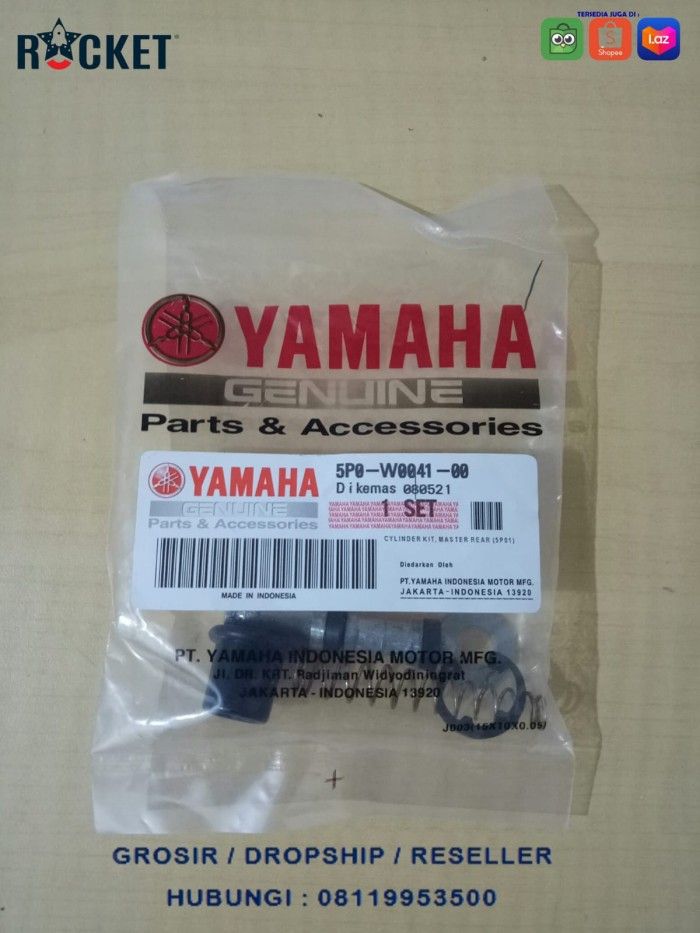 ROCKET
TERSEDIA JUGA DI :
Shopee
Laz
YAMAHA
GENUINE
Parts & Accessories
YAMAHA
GENUINE
Parts & Accessories
5P0-W0041-00
Dikemas 080521
1 SET
CYLINDER KIT, MASTER REAR (5P01)
Diedarkan Oleh
PT.YAMAHA INDONESIA MOTOR MFG.
JAKARTA-INDONESIA 13920
MADE IN INDONESIA
PT. YAMAHA INDONESIA MOTOR MFG.
Jl. DR. KRT. Radjiman Widyodiningrat
JAKARTA - INDONESIA 13920
J003(15X10X0.05)
GROSIR / DROPSHIP / RESELLER
HUBUNGI : 08119953500